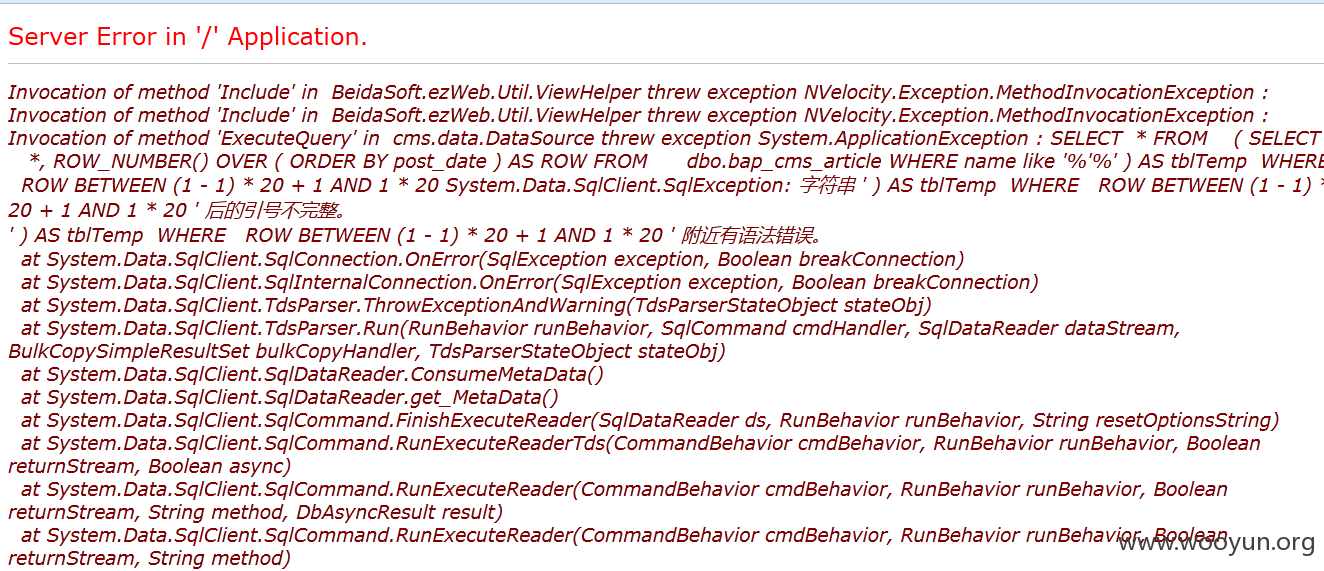 Server Error in '/' Application.
Invocation of method 'Include' in BeidaSoft.ezWeb.Util.ViewHelper threw exception NVelocity.Exception.MethodInvocationException :
Invocation of method 'Include' in BeidaSoft.ezWeb.Util.ViewHelper threw exception NVelocity.Exception.MethodInvocationException :
Invocation of method 'ExecuteQuery' in cms.data.DataSource threw exception System.ApplicationException : SELECT * FROM ( SELECT
*, ROW_NUMBER() OVER ( ORDER BY post_date ) AS ROW FROM dbo.bap_cms_article WHERE name like '%'%' ) AS tblTemp WHERE
ROW BETWEEN (1 - 1) * 20 + 1 AND 1 * 20 System.Data.SqlClient.SqlException: 字符串 ' ) AS tblTemp WHERE ROW BETWEEN (1 - 1) *
20 + 1 AND 1 * 20 ' 后的引号不完整。
' ) AS tblTemp WHERE ROW BETWEEN (1 - 1) * 20 + 1 AND 1 * 20 ' 附近有语法错误。
at System.Data.SqlClient.SqlConnection.OnError(SqlException exception, Boolean breakConnection)
at System.Data.SqlClient.SqlInternalConnection.OnError(SqlException exception, Boolean breakConnection)
at System.Data.SqlClient.TdsParser.ThrowExceptionAndWarning(TdsParserStateObject stateObj)
at System.Data.SqlClient.TdsParser.Run(RunBehavior runBehavior, SqlCommand cmdHandler, SqlDataReader dataStream,
BulkCopySimpleResultSet bulkCopyHandler, TdsParserStateObject stateObj)
at System.Data.SqlClient.SqlDataReader.ConsumeMetaData()
at System.Data.SqlClient.SqlDataReader.get_MetaData()
at System.Data.SqlClient.SqlCommand.FinishExecuteReader(SqlDataReader ds, RunBehavior runBehavior, String resetOptionsString)
at System.Data.SqlClient.SqlCommand.RunExecuteReaderTds(CommandBehavior cmdBehavior, RunBehavior runBehavior, Boolean
returnStream, Boolean async)
at System.Data.SqlClient.SqlCommand.RunExecuteReader(CommandBehavior cmdBehavior, RunBehavior runBehavior, Boolean
returnStream, String method, DbAsyncResult result)
at System.Data.SqlClient.SqlCommand.RunExecuteReader(CommandBehavior cmdBehavior, RunBehavior runBehavior, Boolean
returnStream, String method)
www.wooyun.org